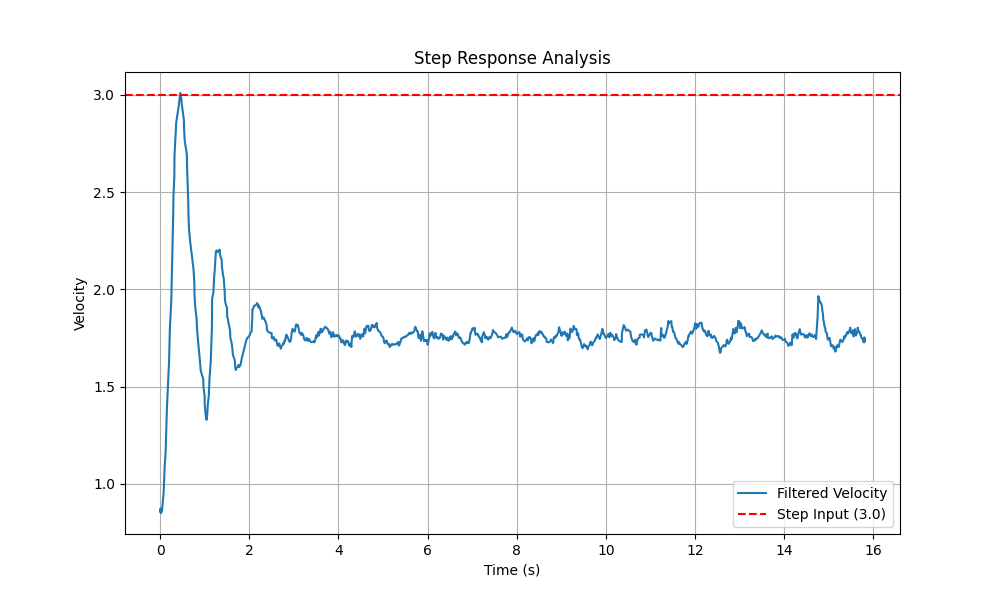 Step Response Analysis
Velocity
3.0
2.5
2.0
1.5
1.0
0 2 4 6 8 10 12 14 16
Time (s)
Filtered Velocity
Step Input (3.0)